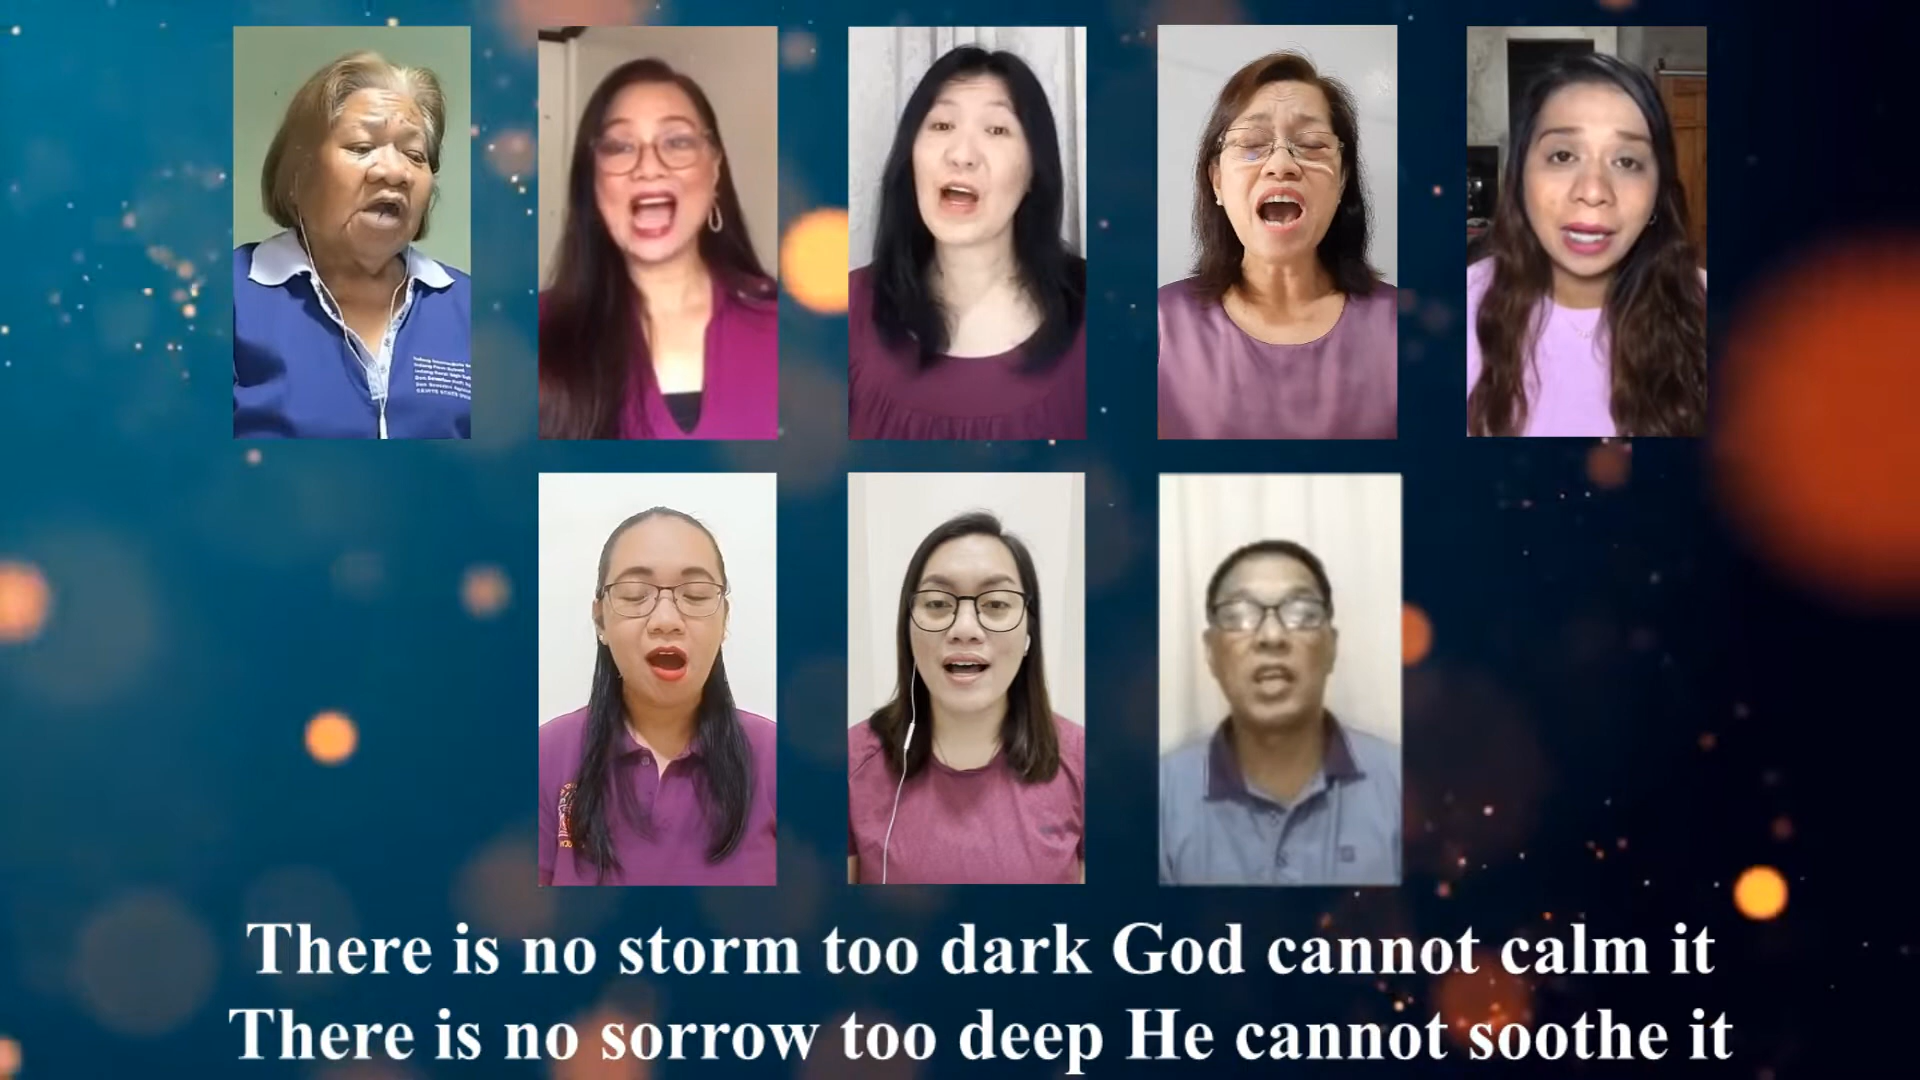 There is no storm too dark God cannot calm it
There is no sorrow too deep He cannot soothe it